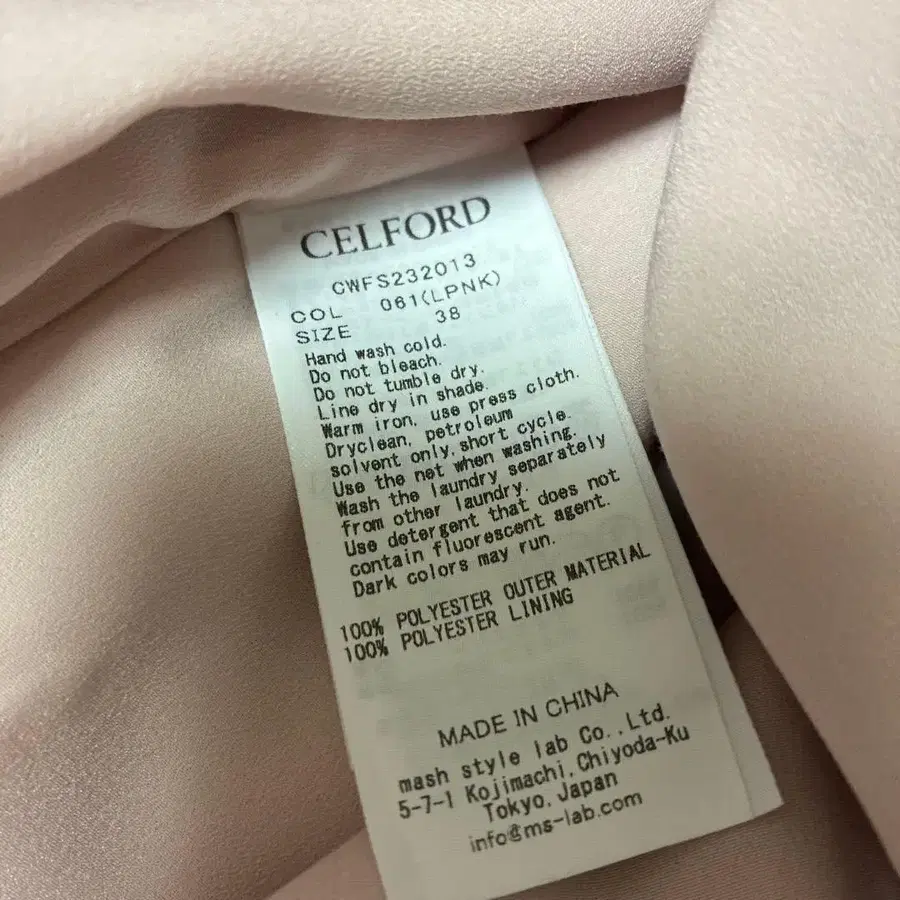 CELFORD
CWFS232013
COL 061(LPNK)
SIZE 38
Hand wash cold.
Do not bleach.
Do not tumble dry.
Line dry in shade.
Warm iron, use press cloth.
Dryclean, petroleum
solvent only,short cycle.
Use the net when washing.
Wash the laundry separately
from other laundry.
Use detergent that does not
contain fluorescent agent.
Dark colors may run.
100% POLYESTER OUTER MATERIAL
100% POLYESTER LINING
MADE IN CHINA
mash style lab Co.,Ltd.
5-7-1 Kojimachi,Chiyoda-Ku
Tokyo,Japan
info@ms-lab.com